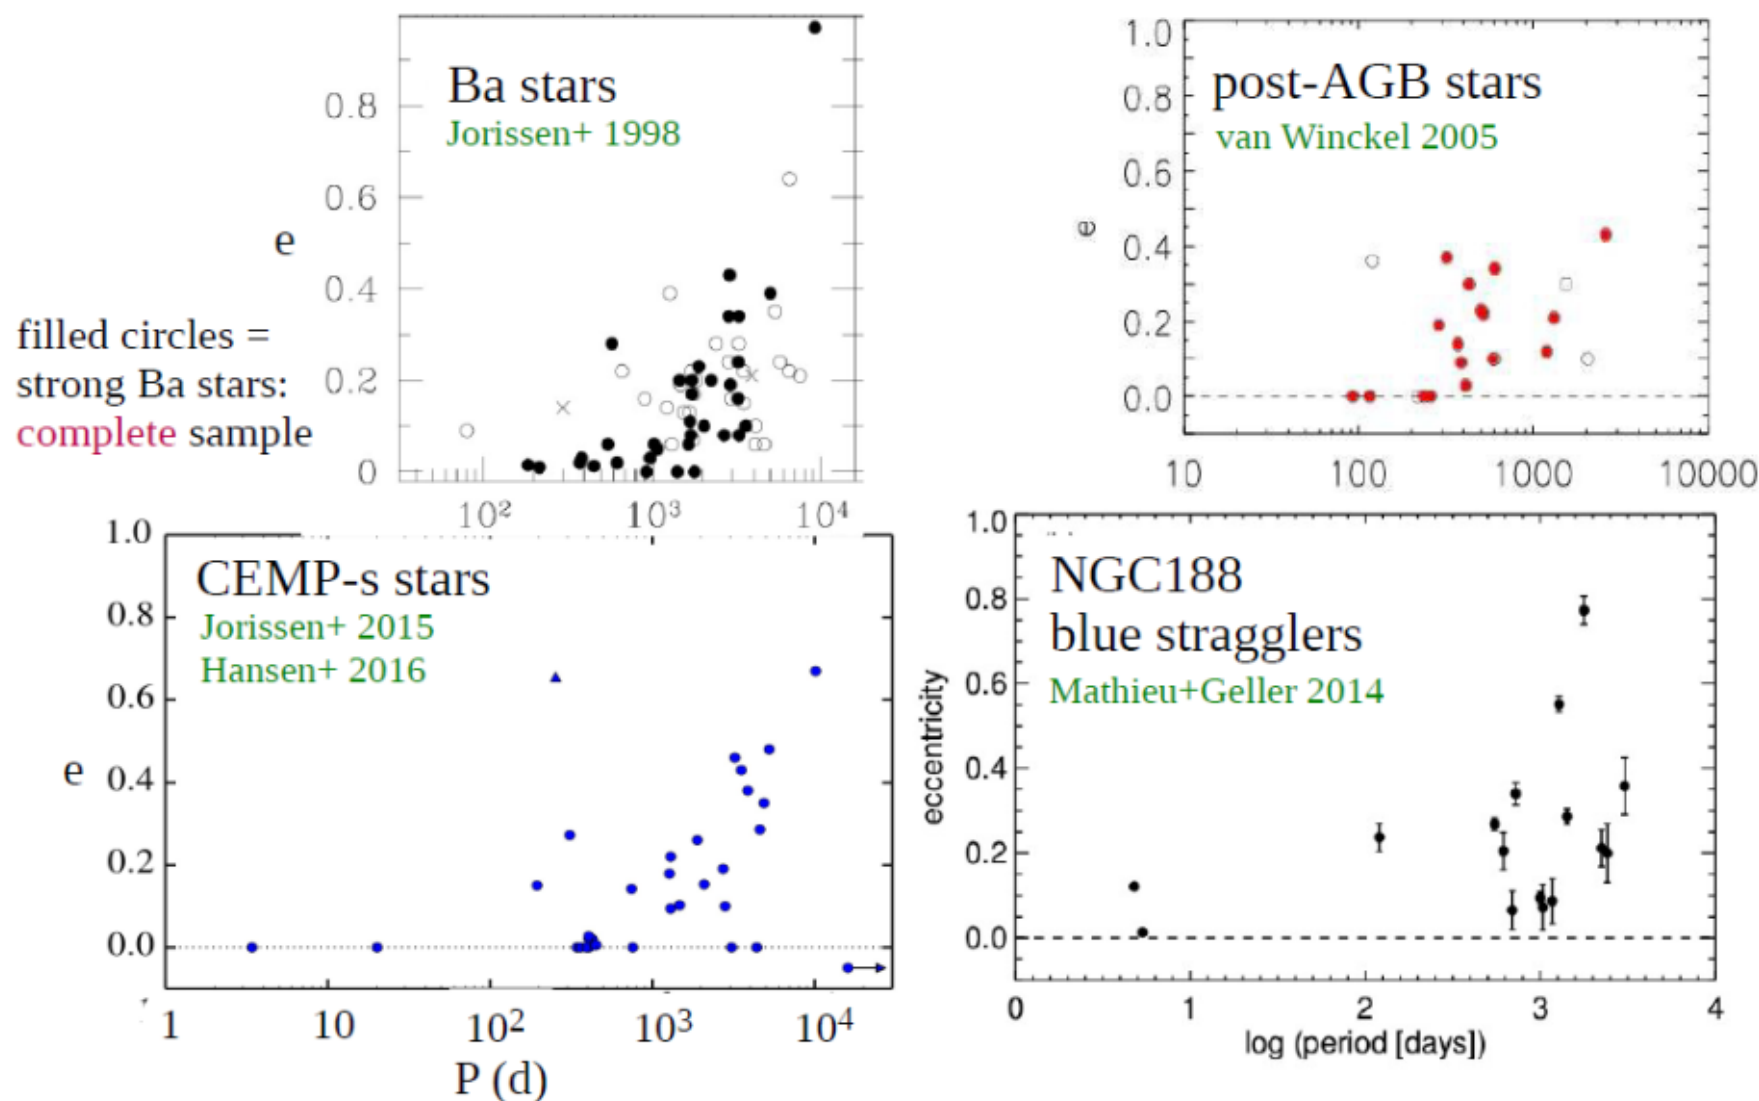 Ba stars
Jorissen+ 1998
0.8
0.6
0.4
0.2
0
e
10²
10³
10⁴
filled circles =
strong Ba stars:
complete sample
post-AGB stars
van Winckel 2005
1.0
0.8
0.6
0.4
0.2
0.0
e
10
100
1000
10000
CEMP-s stars
Jorissen+ 2015
Hansen+ 2016
1.0
0.8
0.6
0.4
0.2
0.0
e
1
10
10²
10³
10⁴
P (d)
NGC188
blue stragglers
Mathieu+Geller 2014
1.0
0.8
0.6
0.4
0.2
0.0
eccentricity
0
1
2
3
4
log (period [days])